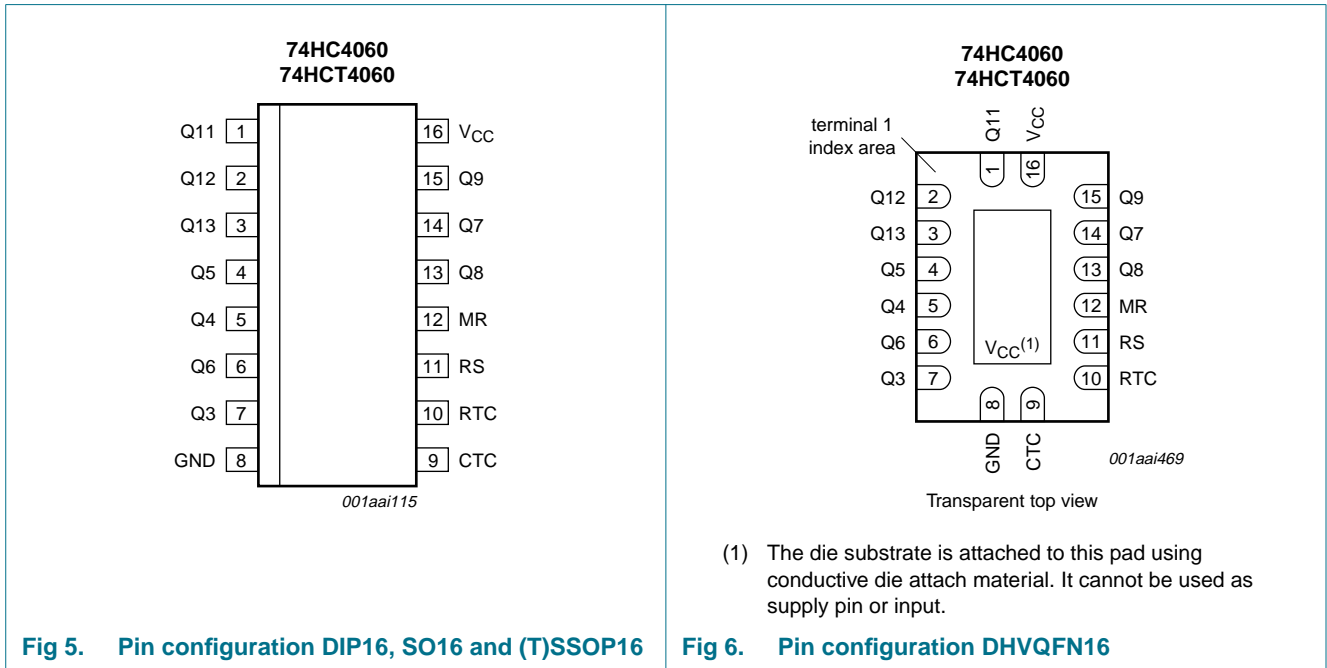 74HC4060
74HCT4060
Q11 1 16 VCC
Q12 2 15 Q9
Q13 3 14 Q7
Q5 4 13 Q8
Q4 5 12 MR
Q6 6 11 RS
Q3 7 10 RTC
GND 8 9 CTC
001aai115
Fig 5. Pin configuration DIP16, SO16 and (T)SSOP16
74HC4060
74HCT4060
terminal 1
index area
Q11 VCC
1 16
Q12 2 15 Q9
Q13 3 14 Q7
Q5 4 13 Q8
Q4 5 12 MR
Q6 6 11 RS
VCC(1)
Q3 7 10 RTC
8 9
GND CTC
001aai469
Transparent top view
(1) The die substrate is attached to this pad using
conductive die attach material. It cannot be used as
supply pin or input.
Fig 6. Pin configuration DHVQFN16